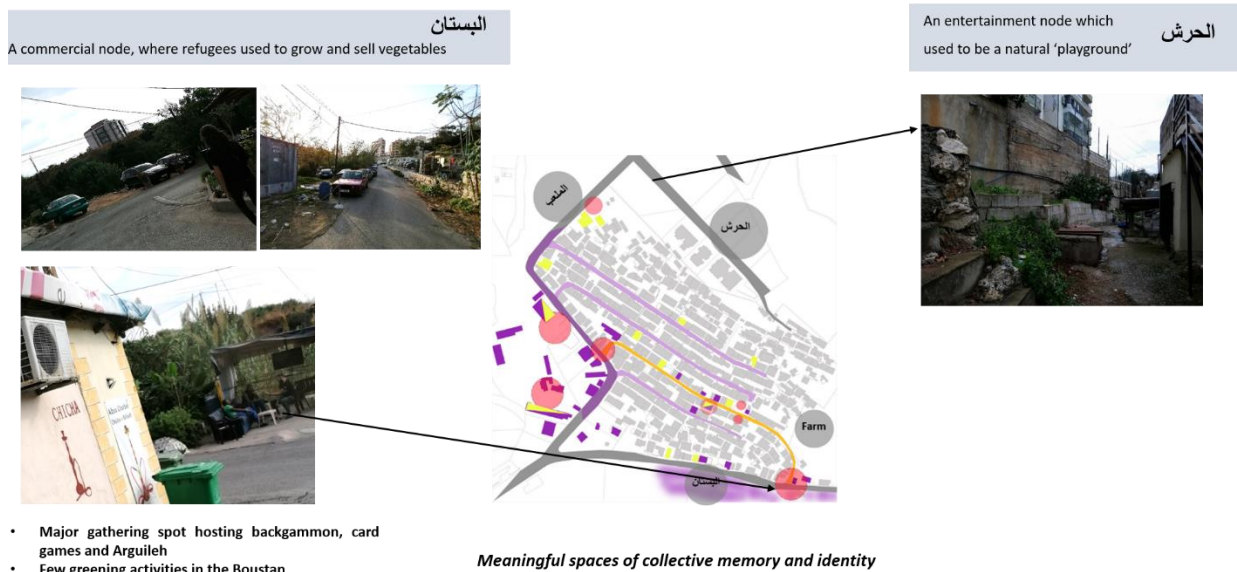 البستان
A commercial node, where refugees used to grow and sell vegetables
An entertainment node which
used to be a natural ‘playground’
الحرش
الملعب
الحرش
Farm
البستان
CHICHA
• Major gathering spot hosting backgammon, card
games and Arguileh
• Few greening activities in the Boustan
Meaningful spaces of collective memory and identity